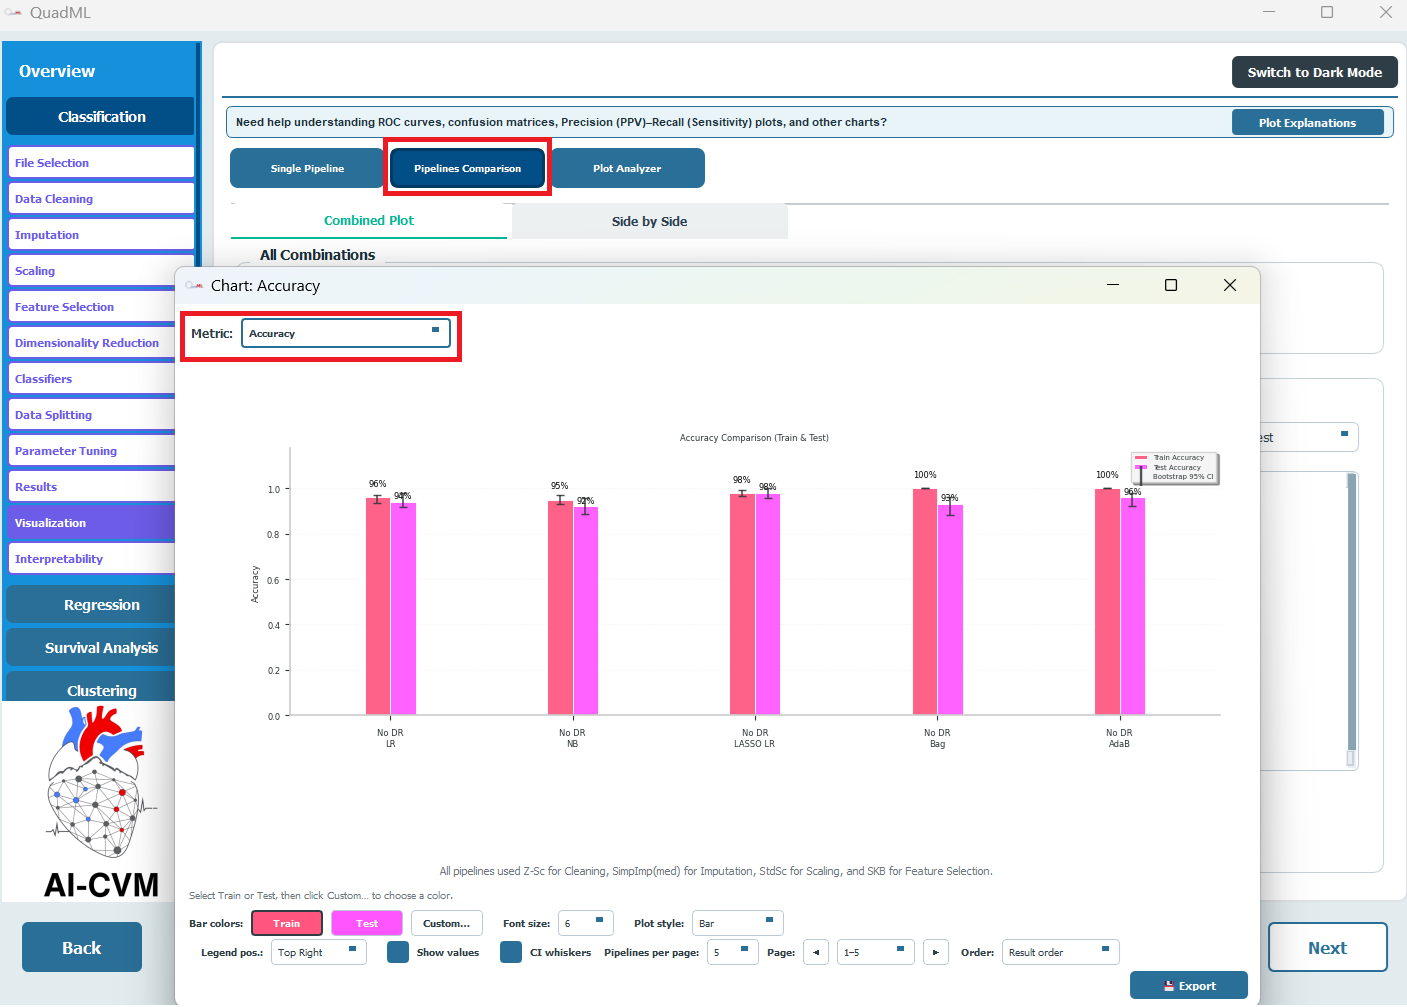 QuadML
Overview
Switch to Dark Mode
Classification
Need help understanding ROC curves, confusion matrices, Precision (PPV)–Recall (Sensitivity) plots, and other charts?
Plot Explanations
File Selection
Data Cleaning
Imputation
Scaling
Feature Selection
Dimensionality Reduction
Classifiers
Data Splitting
Parameter Tuning
Results
Visualization
Interpretability
Regression
Survival Analysis
Clustering
AI-CVM
Back
Single Pipeline
Pipelines Comparison
Plot Analyzer
Combined Plot
Side by Side
All Combinations
Chart: Accuracy
Metric:
Accuracy
Accuracy Comparison (Train & Test)
Train Accuracy
Test Accuracy
Bootstrap 95% CI
96%
94%
95%
92%
98%
98%
100%
93%
100%
96%
1.0
0.8
0.6
0.4
0.2
0.0
Accuracy
No DR
LR
No DR
NB
No DR
LASSO LR
No DR
Bag
No DR
AdaB
All pipelines used Z-Sc for Cleaning, SimpImp(med) for Imputation, StdSc for Scaling, and SKB for Feature Selection.
Select Train or Test, then click Custom... to choose a color.
Bar colors:
Train
Test
Custom...
Font size:
6
Plot style:
Bar
Legend pos.:
Top Right
Show values
CI whiskers
Pipelines per page:
5
Page:
1–5
Order:
Result order
Export
Next